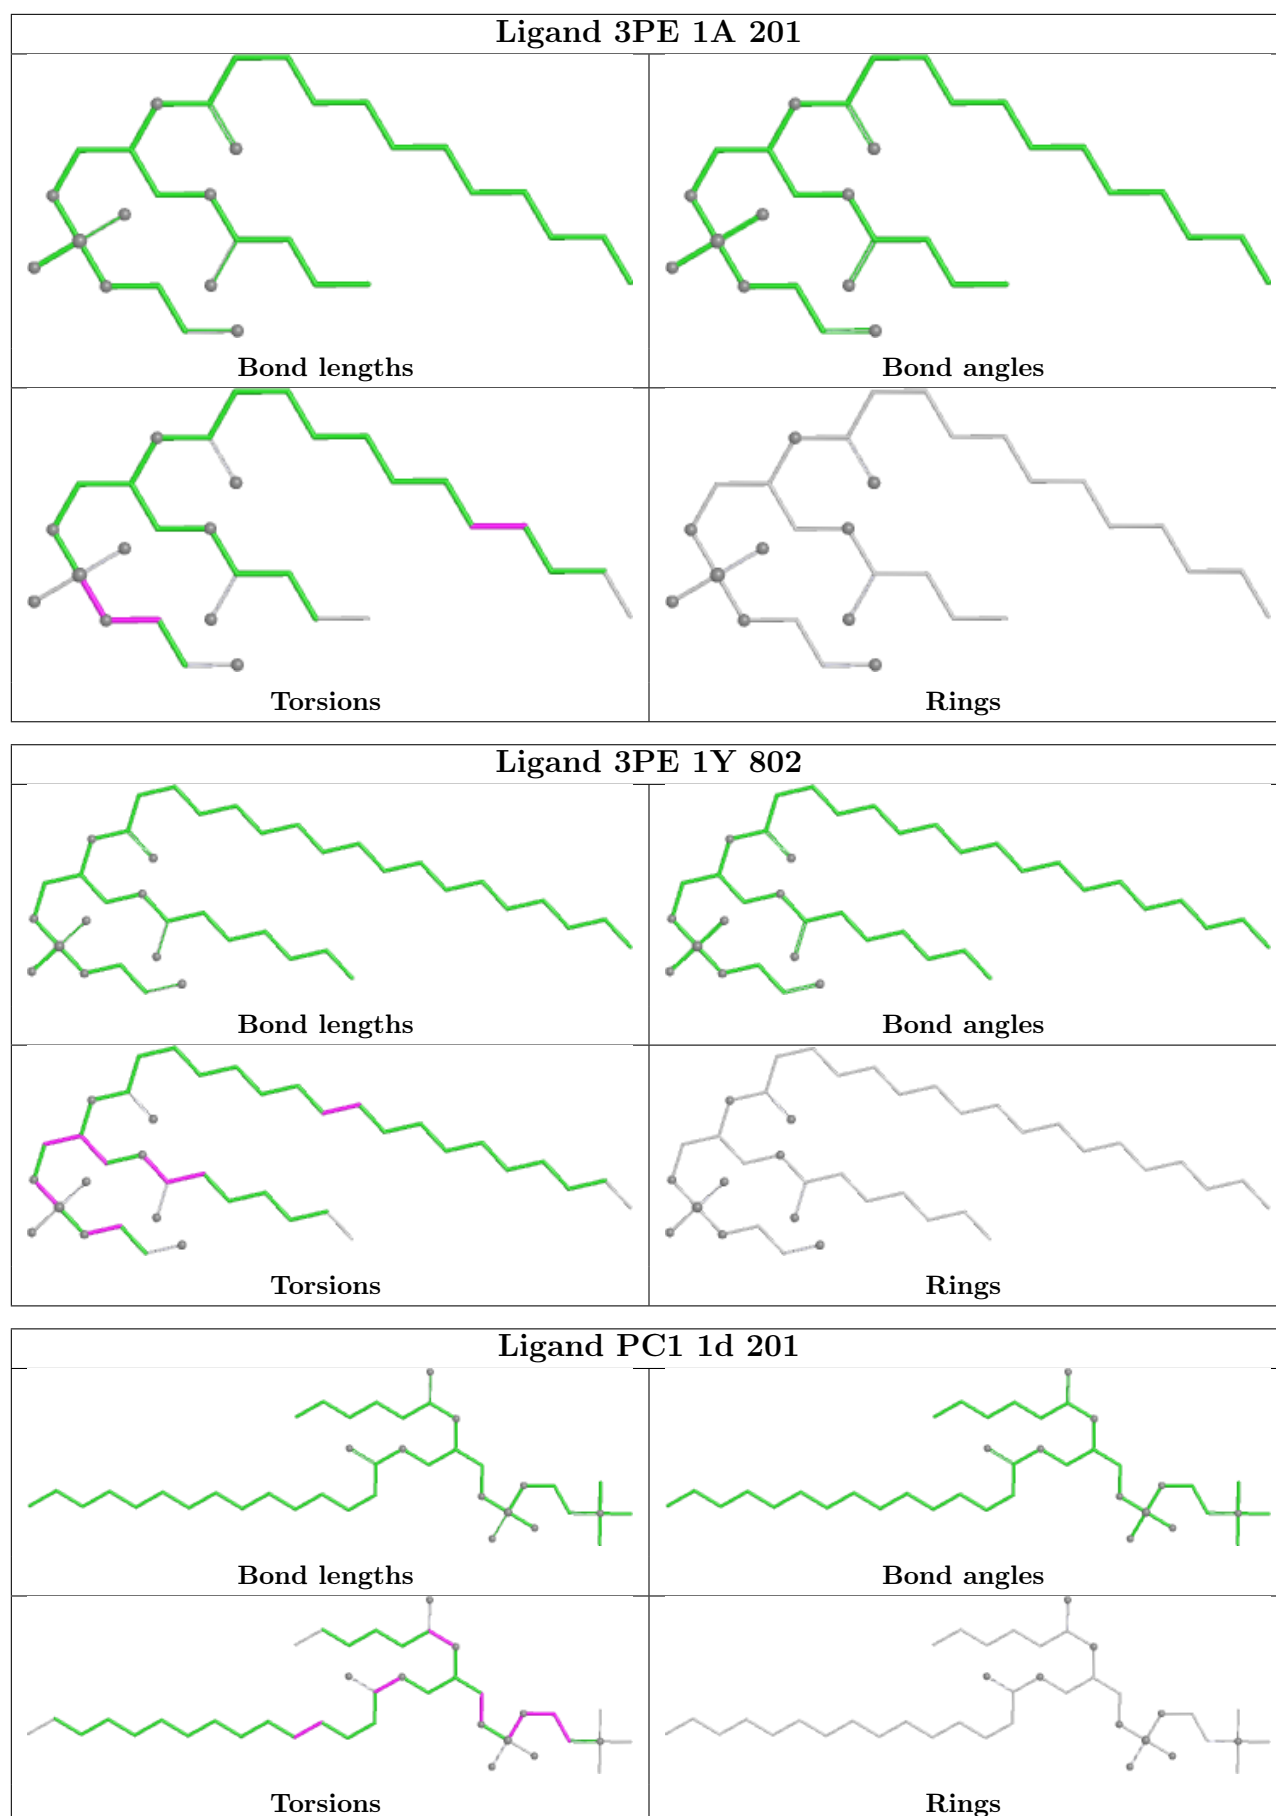 Ligand 3PE 1A 201
Bond lengths
Bond angles
Torsions
Rings
Ligand 3PE 1Y 802
Bond lengths
Bond angles
Torsions
Rings
Ligand PC1 1d 201
Bond lengths
Bond angles
Torsions
Rings